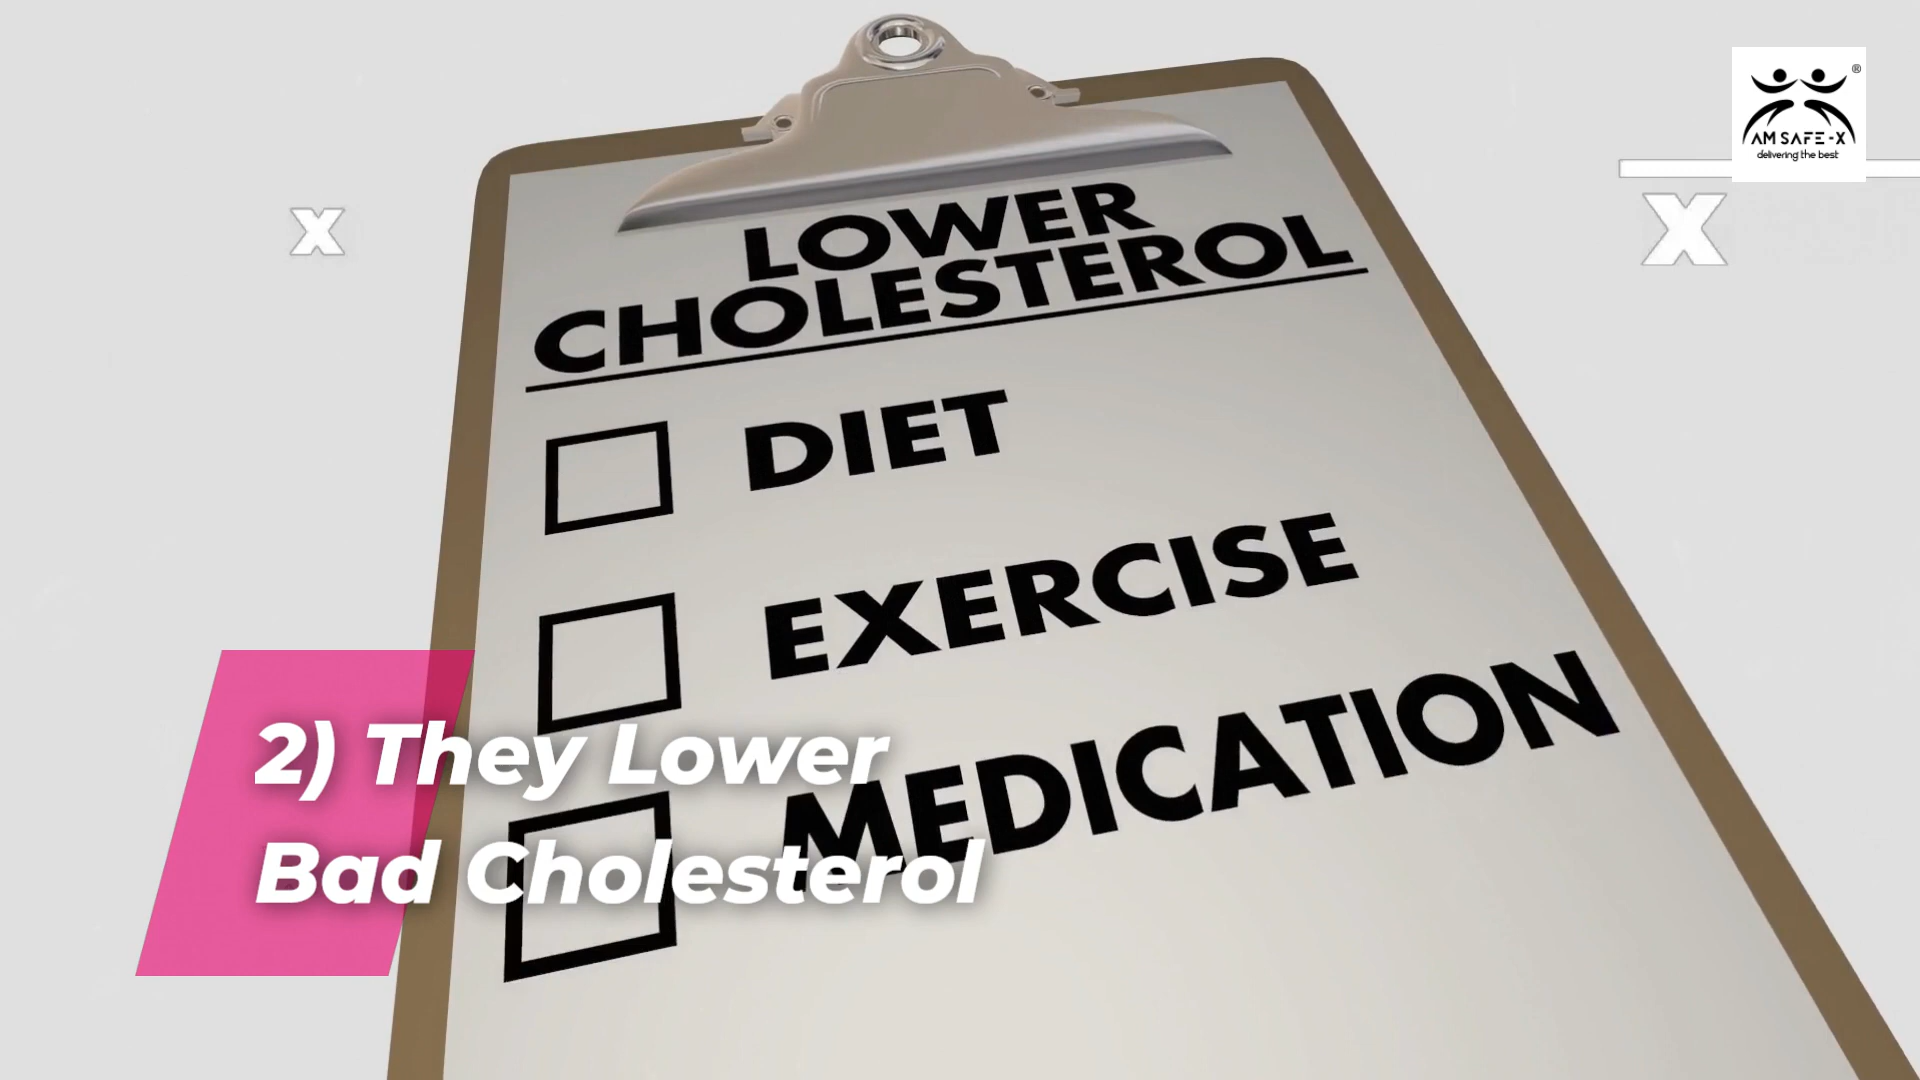 ®
AM SAFE-X
delivering the best
X
X
LOWER
CHOLESTEROL
DIET
EXERCISE
MEDICATION
2) They Lower
Bad Cholesterol